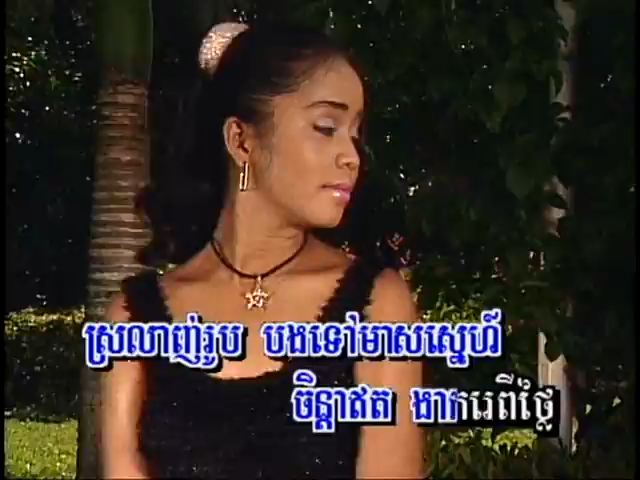 ស្រលាញ់រូប បងទៅមាសស្នេហ៍
ចិន្តាឥត ងាករេពីថ្លៃ